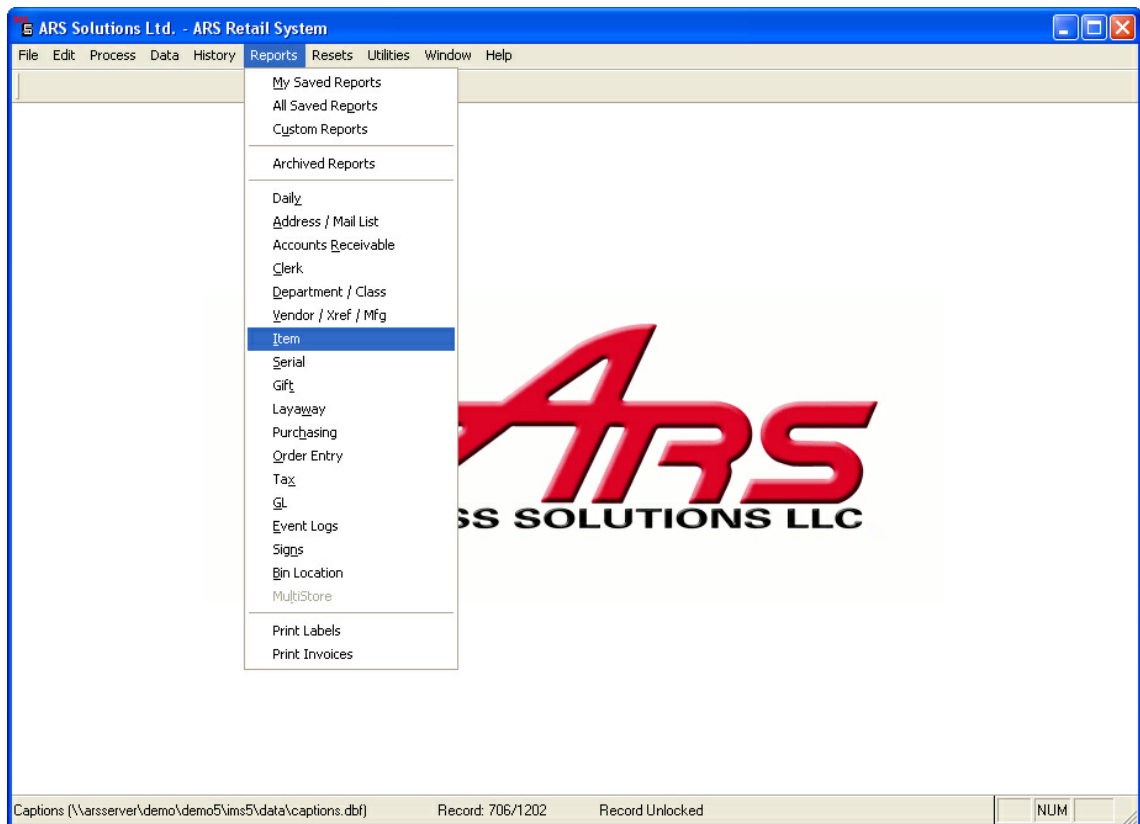 ARS Solutions Ltd. - ARS Retail System
File Edit Process Data History Reports Resets Utilities Window Help
My Saved Reports
All Saved Reports
Custom Reports
Archived Reports
Daily
Address / Mail List
Accounts Receivable
Clerk
Department / Class
Vendor / Xref / Mfg
Item
Serial
Gift
Layaway
Purchasing
Order Entry
Tax
GL
Event Logs
Signs
Bin Location
MultiStore
Print Labels
Print Invoices
ARS
SS SOLUTIONS LLC
Captions (\\arsserver\demo\demo5\ims5\data\captions.dbf) Record: 706/1202 Record Unlocked NUM